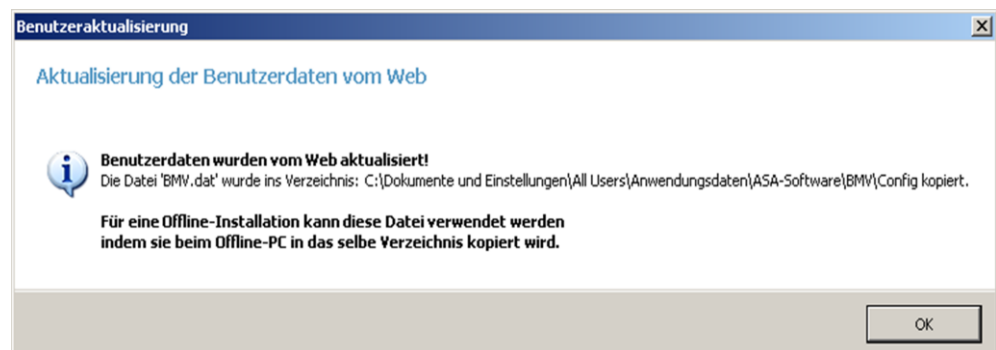 Benutzeraktualisierung
Aktualisierung der Benutzerdaten vom Web
Benutzerdaten wurden vom Web aktualisiert!
Die Datei 'BMV.dat' wurde ins Verzeichnis: C:\Dokumente und Einstellungen\All Users\Anwendungsdaten\ASA-Software\BMV\Config kopiert.
Für eine Offline-Installation kann diese Datei verwendet werden
indem sie beim Offline-PC in das selbe Verzeichnis kopiert wird.
OK